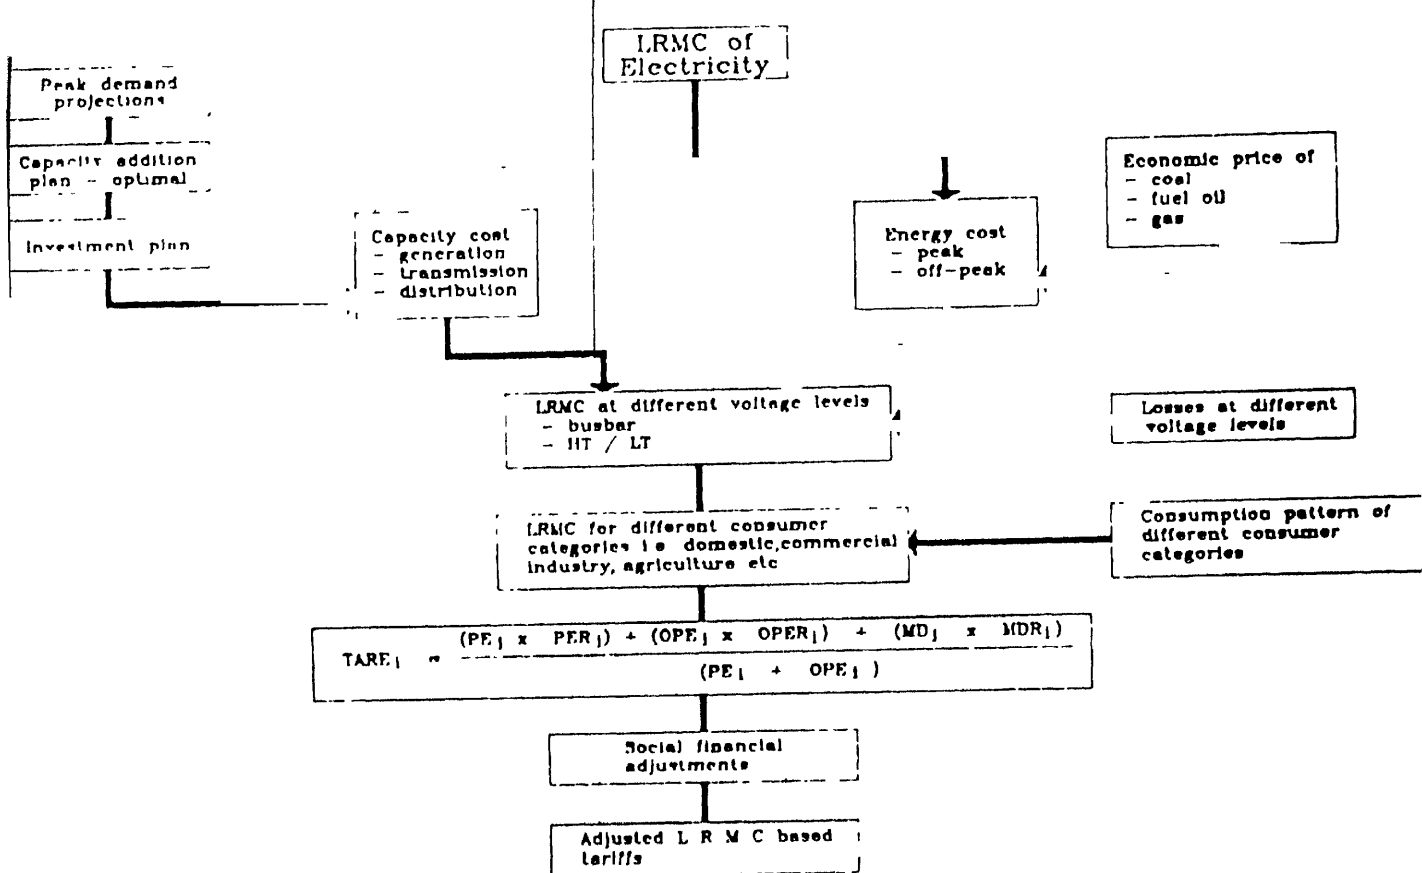 LRMC of
Electricity
Peak demand
projections
Capacity addition
plan - optimal
Investment plan
Capacity cost
- generation
- transmission
- distribution
Energy cost
- peak
- off-peak
Economic price of
- coal
- fuel oil
- gas
LRMC at different voltage levels
- busbar
- HT / LT
Losses at different
voltage levels
LRMC for different consumer
categories i e domestic,commercial
industry, agriculture etc
Consumption pattern of
different consumer
categories
(PE i x PER i) + (OPE i x OPER i) + (MD i x MDR i)
TARE i =
(PE i + OPE i )
Social financial
adjustments
Adjusted L R M C based
tariffs